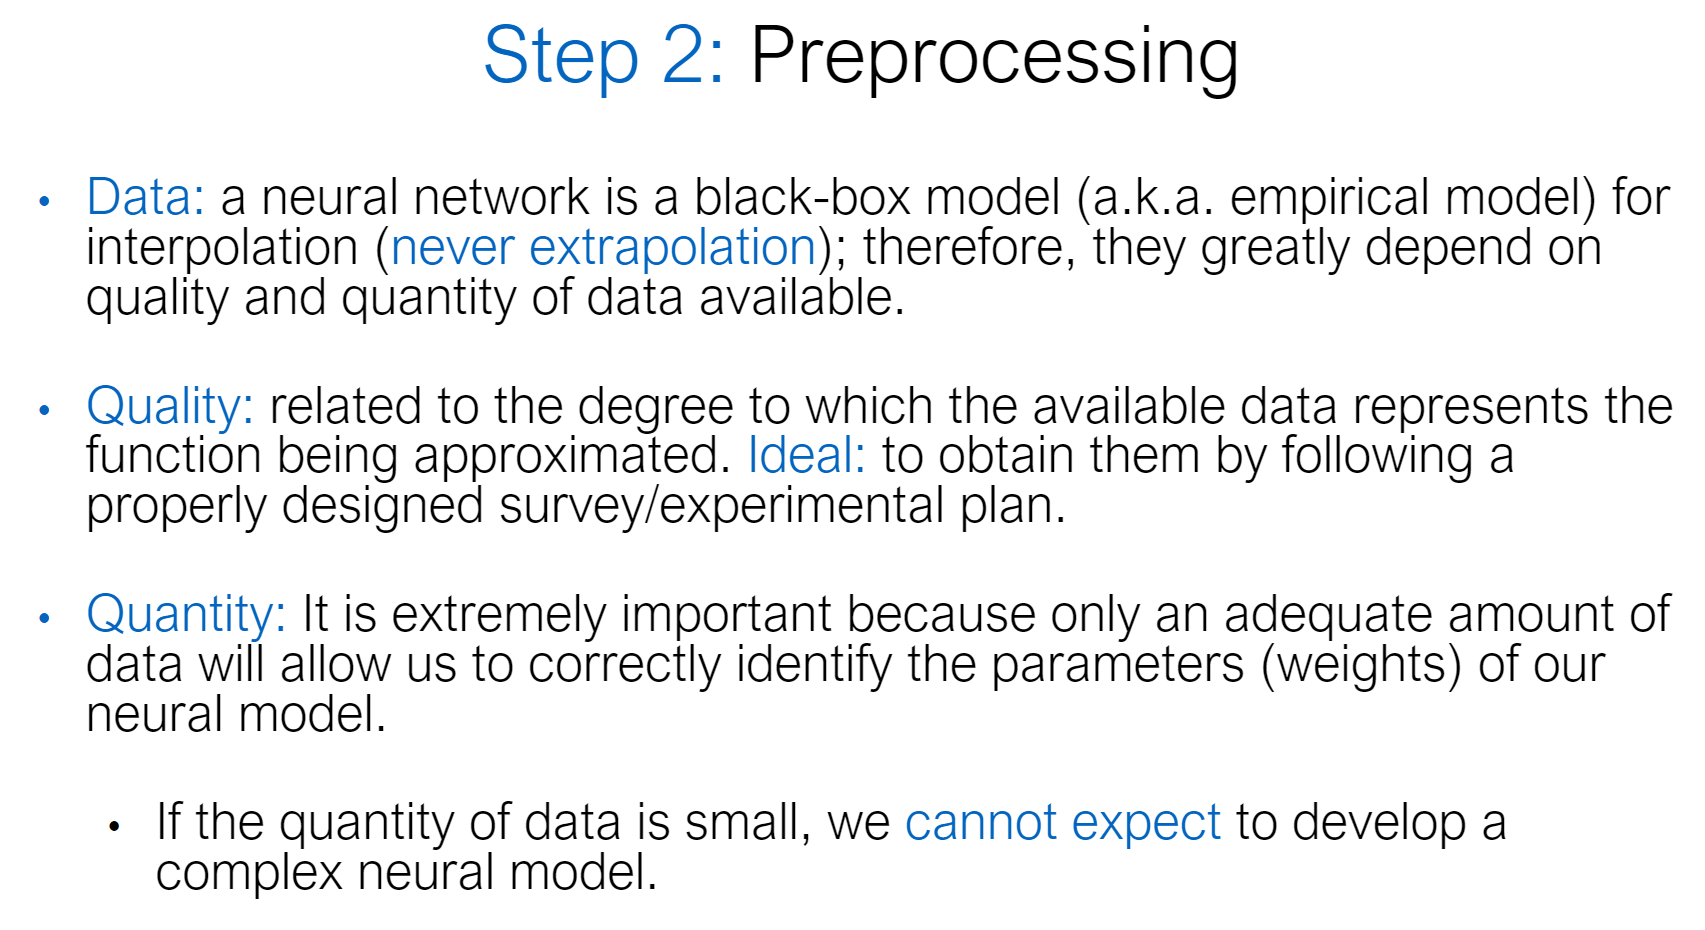 Step 2: Preprocessing
• Data: a neural network is a black-box model (a.k.a. empirical model) for
interpolation (never extrapolation); therefore, they greatly depend on
quality and quantity of data available.
• Quality: related to the degree to which the available data represents the
function being approximated. Ideal: to obtain them by following a
properly designed survey/experimental plan.
• Quantity: It is extremely important because only an adequate amount of
data will allow us to correctly identify the parameters (weights) of our
neural model.
• If the quantity of data is small, we cannot expect to develop a
complex neural model.